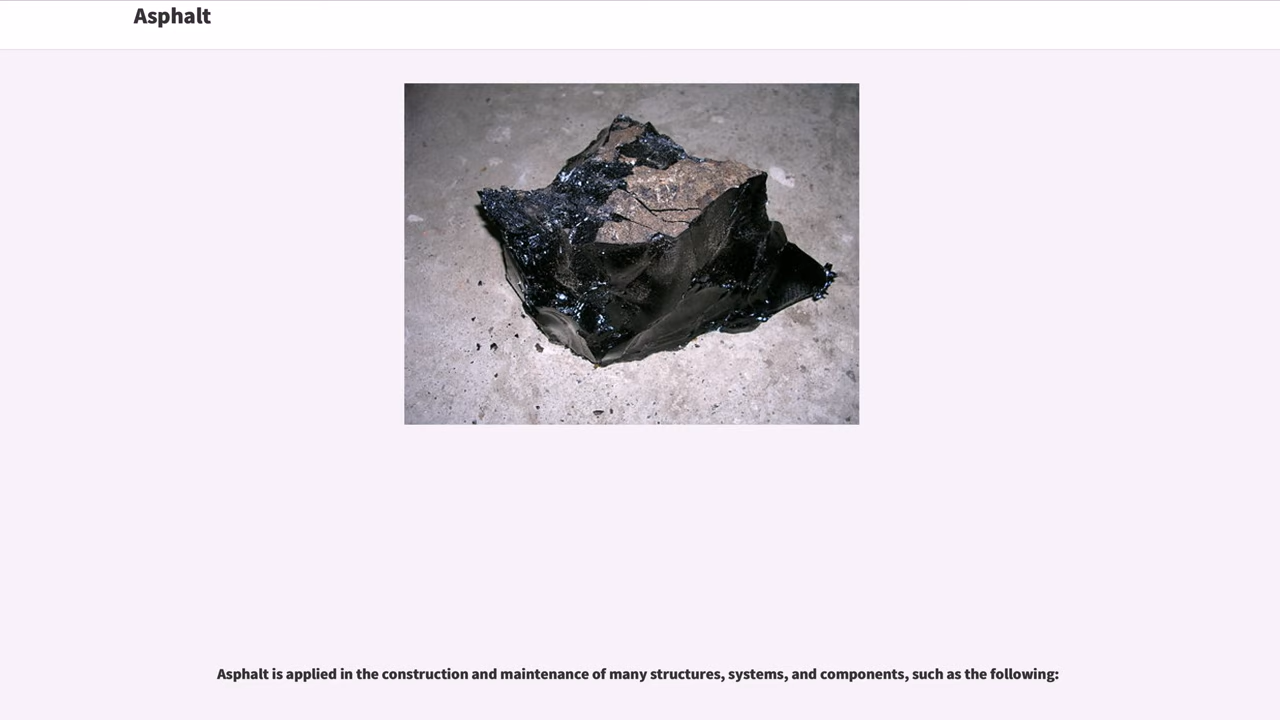 Asphalt
Asphalt is applied in the construction and maintenance of many structures, systems, and components, such as the following: